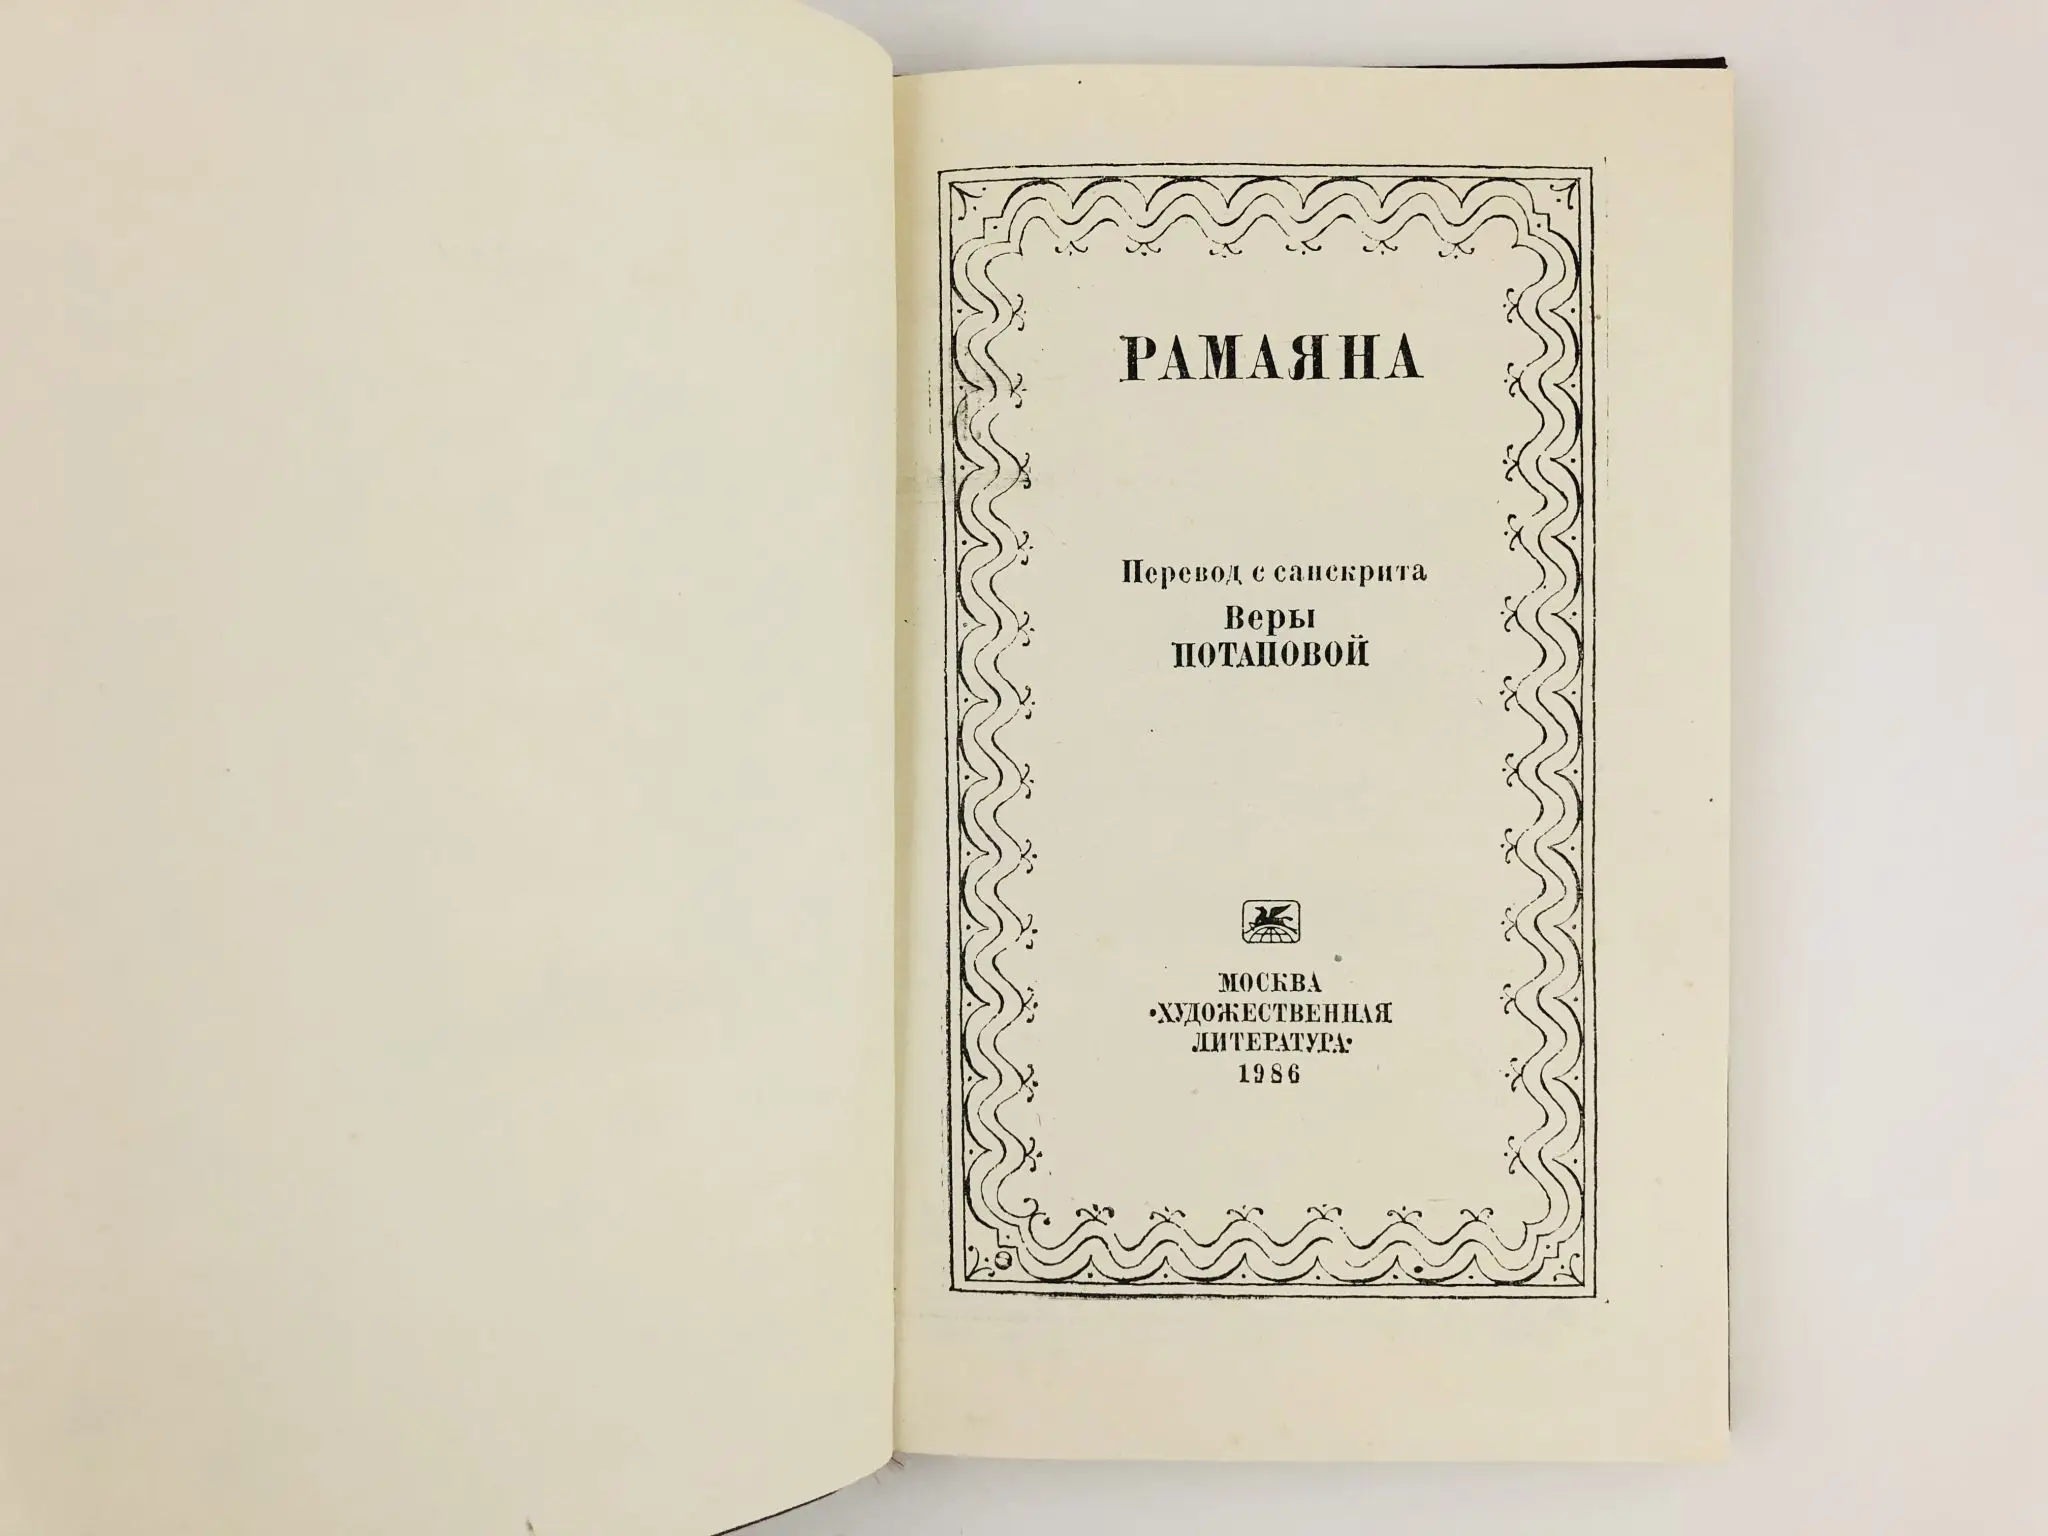 РАМАЯНА
Перевод с санскрита
Веры
ПОТАПОВОЙ
МОСКВА
•ХУДОЖЕСТВЕННАЯ
ЛИТЕРАТУРА•
1986